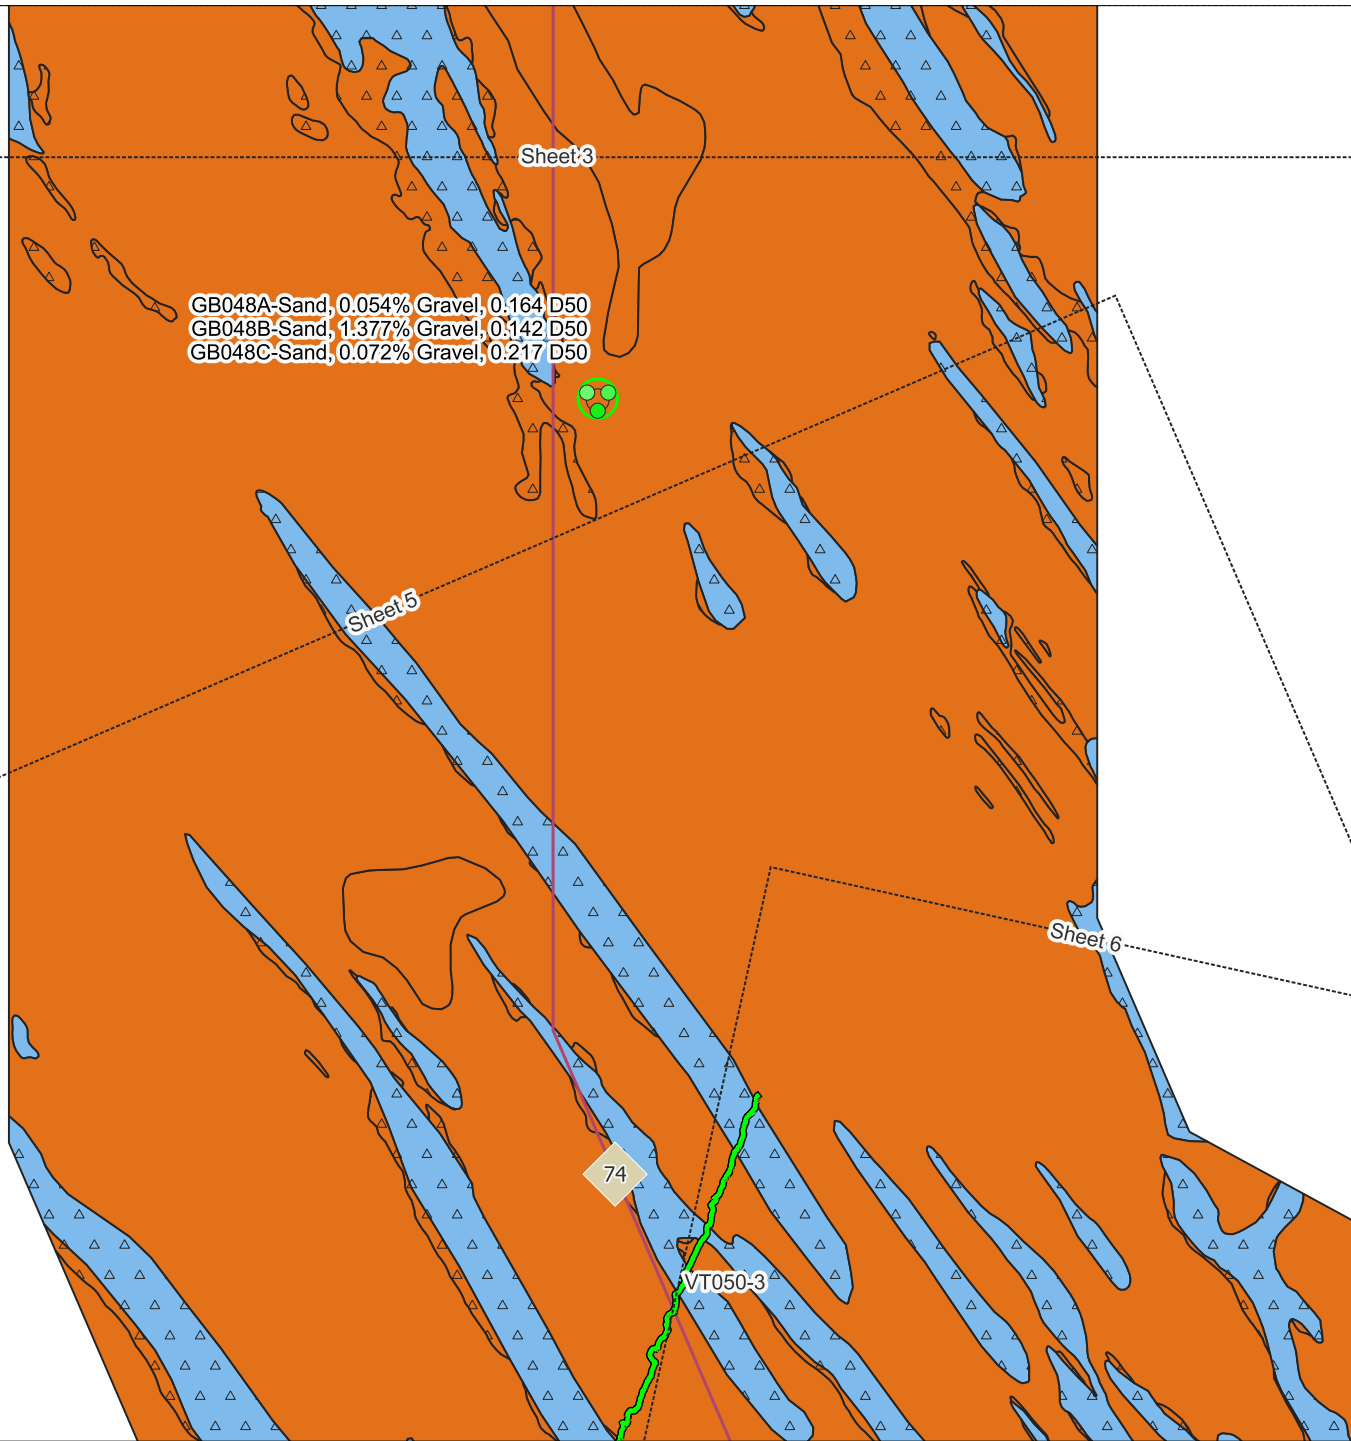 Sheet 3
GB048A-Sand, 0.054% Gravel, 0.164 D50
GB048B-Sand, 1.377% Gravel, 0.142 D50
GB048C-Sand, 0.072% Gravel, 0.217 D50
Sheet 5
Sheet 6
74
VT050-3